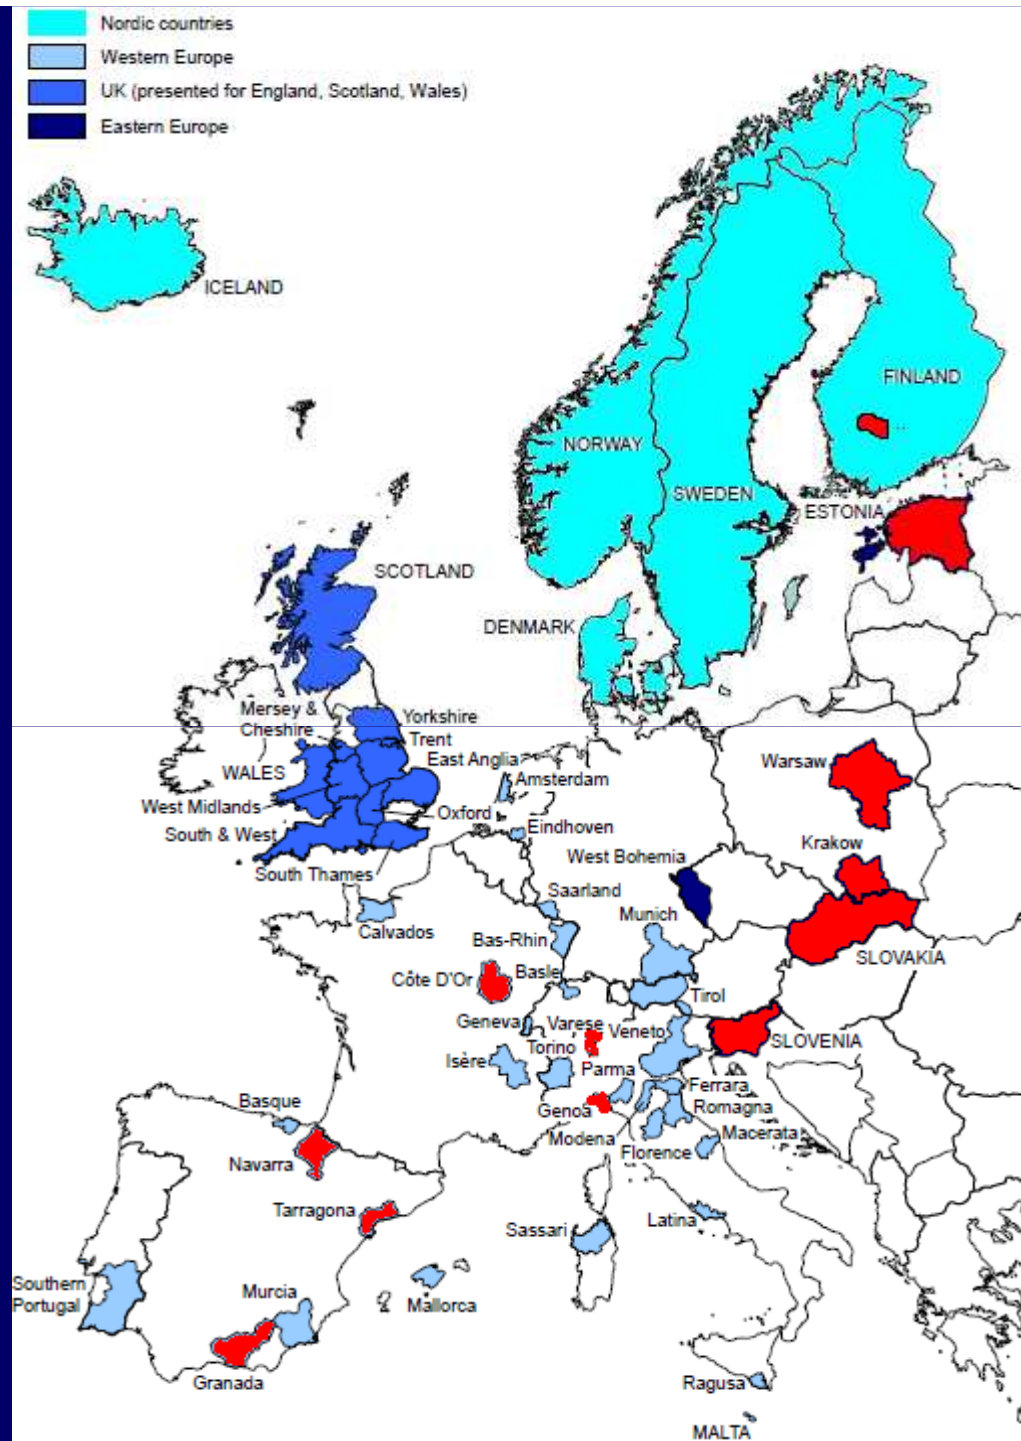 Nordic countries
Western Europe
UK (presented for England, Scotland, Wales)
Eastern Europe
ICELAND
FINLAND
NORWAY
SWEDEN
ESTONIA
SCOTLAND
DENMARK
Mersey &
Cheshire
Yorkshire
Trent
East Anglia
WALES
Amsterdam
Warsaw
West Midlands
Oxford
South & West
Eindhoven
Krakow
West Bohemia
South Thames
Saarland
Munich
Calvados
Bas-Rhin
SLOVAKIA
Côte D'Or
Basle
Tirol
Geneva
Varese
Veneto
SLOVENIA
Torino
Isère
Parma
Ferrara
Basque
Genoa
Romagna
Modena
Macerata
Florence
Navarra
Tarragona
Sassari
Latina
Southern
Portugal
Murcia
Mallorca
Granada
Ragusa
MALTA